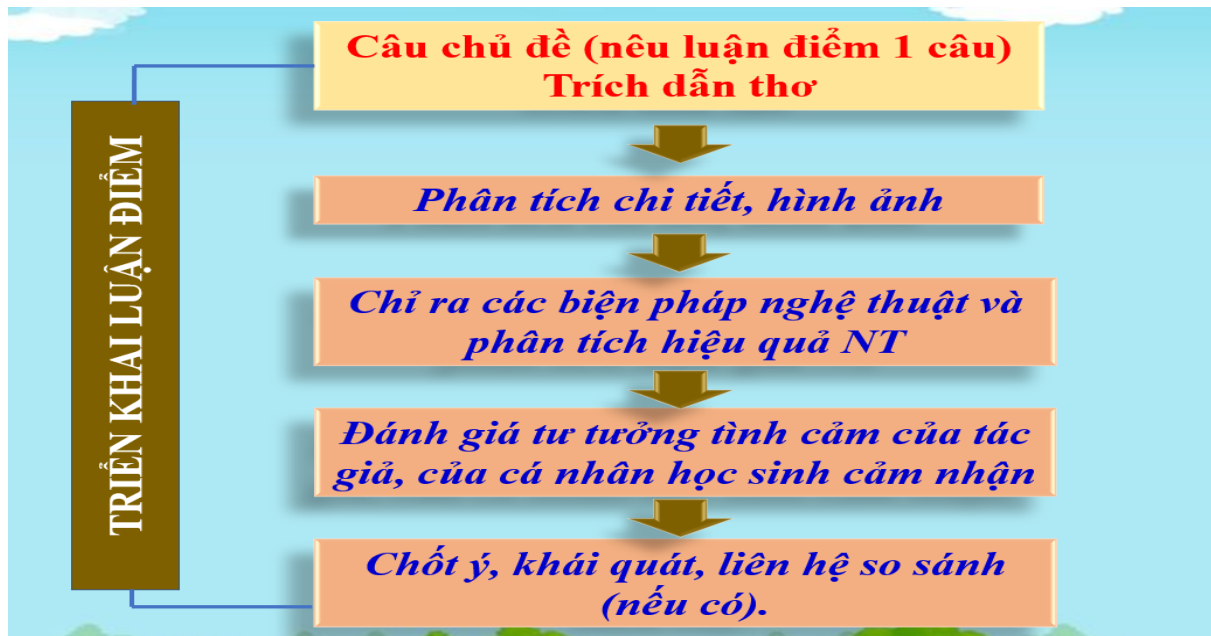 TRIỂN KHAI LUẬN ĐIỂM
Câu chủ đề (nêu luận điểm 1 câu)
Trích dẫn thơ
Phân tích chi tiết, hình ảnh
Chỉ ra các biện pháp nghệ thuật và
phân tích hiệu quả NT
Đánh giá tư tưởng tình cảm của tác
giả, của cá nhân học sinh cảm nhận
Chốt ý, khái quát, liên hệ so sánh
(nếu có).